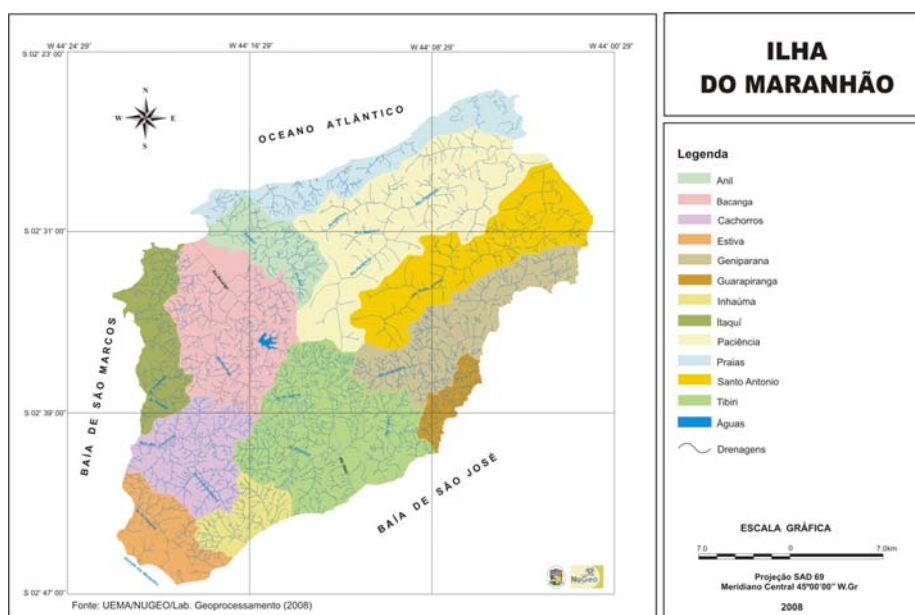 W 44 24' 29"
W 44 16' 29"
W 44 08' 29"
W 44 00' 29"
S 02 23' 00"
S 02 31' 00"
S 02 39' 00"
S 02 47' 00"
N
W
E
S
OCEANO ATLÂNTICO
BAÍA DE SÃO MARCOS
BAÍA DE SÃO JOSÉ
Fonte: UEMA/NUGEO/Lab. Geoprocessamento (2008)
NuGeo
ILHA
DO MARANHÃO
Legenda
Anil
Bacanga
Cachorros
Estiva
Geniparana
Guarapiranga
Inhaúma
Itaquí
Paciência
Praias
Santo Antonio
Tibiri
Águas
Drenagens
ESCALA GRÁFICA
7.0
0
7.0km
Projeção SAD 69
Meridiano Central 45º00'00" W.Gr
2008